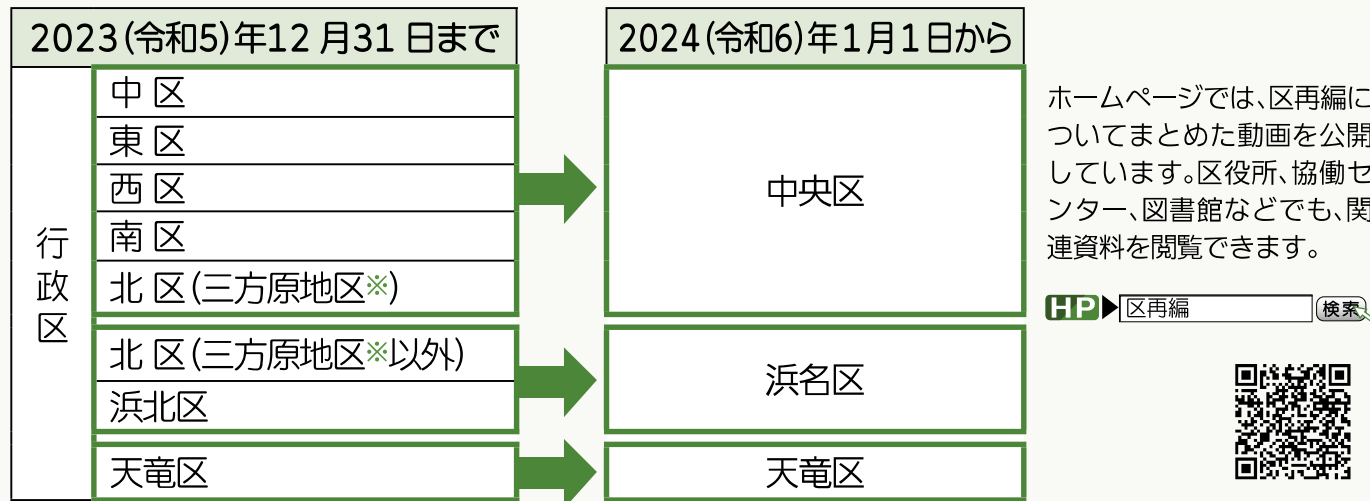 2023(令和5)年12月31日まで
2024(令和6)年1月1日から
行政区
中 区
東 区
西 区
南 区
北 区(三方原地区※)
北 区(三方原地区※以外)
浜北区
天竜区
中央区
浜名区
天竜区
ホームページでは、区再編に
ついてまとめた動画を公開
しています。区役所、協働セ
ンター、図書館などでも、関
連資料を閲覧できます。
HP▶区再編 検索